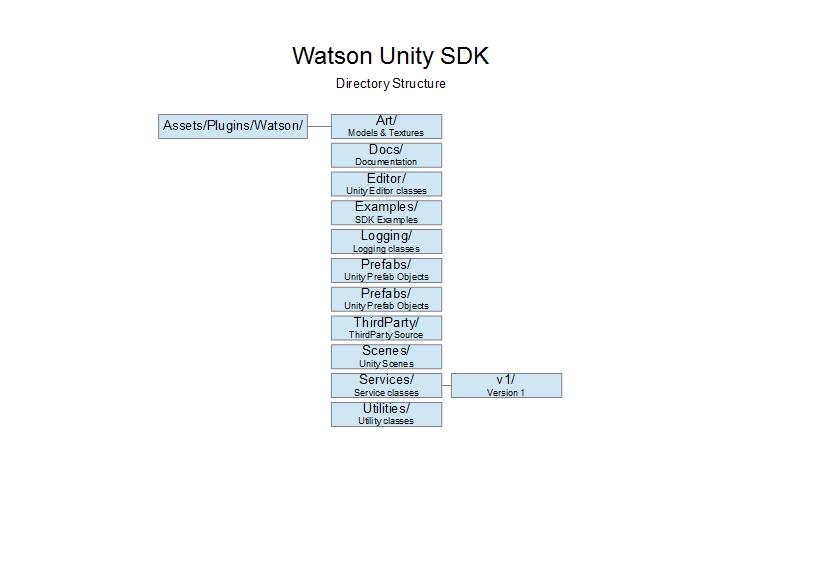 Watson Unity SDK
Directory Structure
Assets/Plugins/Watson/
Art/
Models & Textures
Docs/
Documentation
Editor/
Unity Editor classes
Examples/
SDK Examples
Logging/
Logging classes
Prefabs/
Unity Prefab Objects
Prefabs/
Unity Prefab Objects
ThirdParty/
ThirdParty Source
Scenes/
Unity Scenes
Services/
Service classes
v1/
Version 1
Utilities/
Utility classes